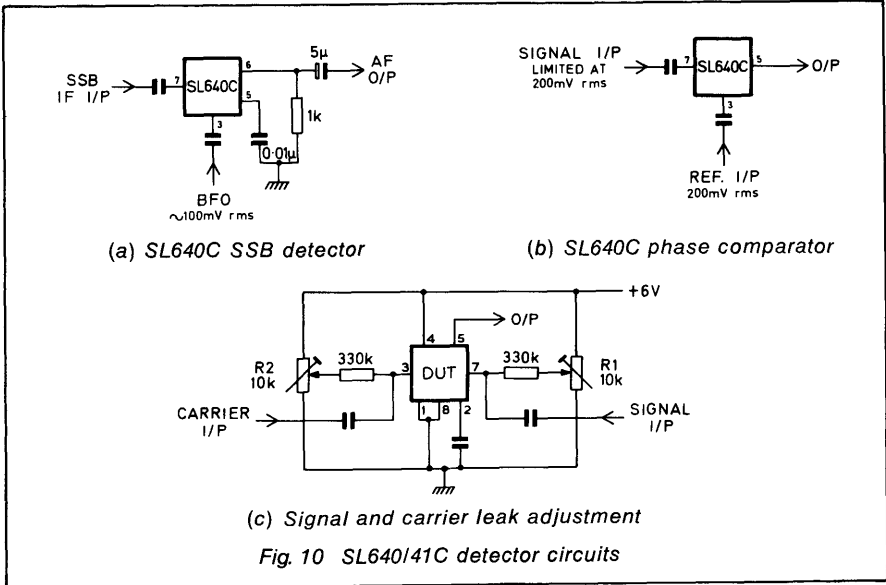 SSB
IF I/P
7
SL640C
6
5
3
5μ
AF
O/P
1k
0·01μ
BFO
~100mV rms
(a) SL640C SSB detector
SIGNAL I/P
LIMITED AT
200mV rms
7
SL640C
5
O/P
3
REF. I/P
200mV rms
(b) SL640C phase comparator
+6V
O/P
4
5
R2
10k
330k
3
DUT
7
330k
R1
10k
1
8
2
CARRIER
I/P
SIGNAL
I/P
(c) Signal and carrier leak adjustment
Fig. 10 SL640/41C detector circuits